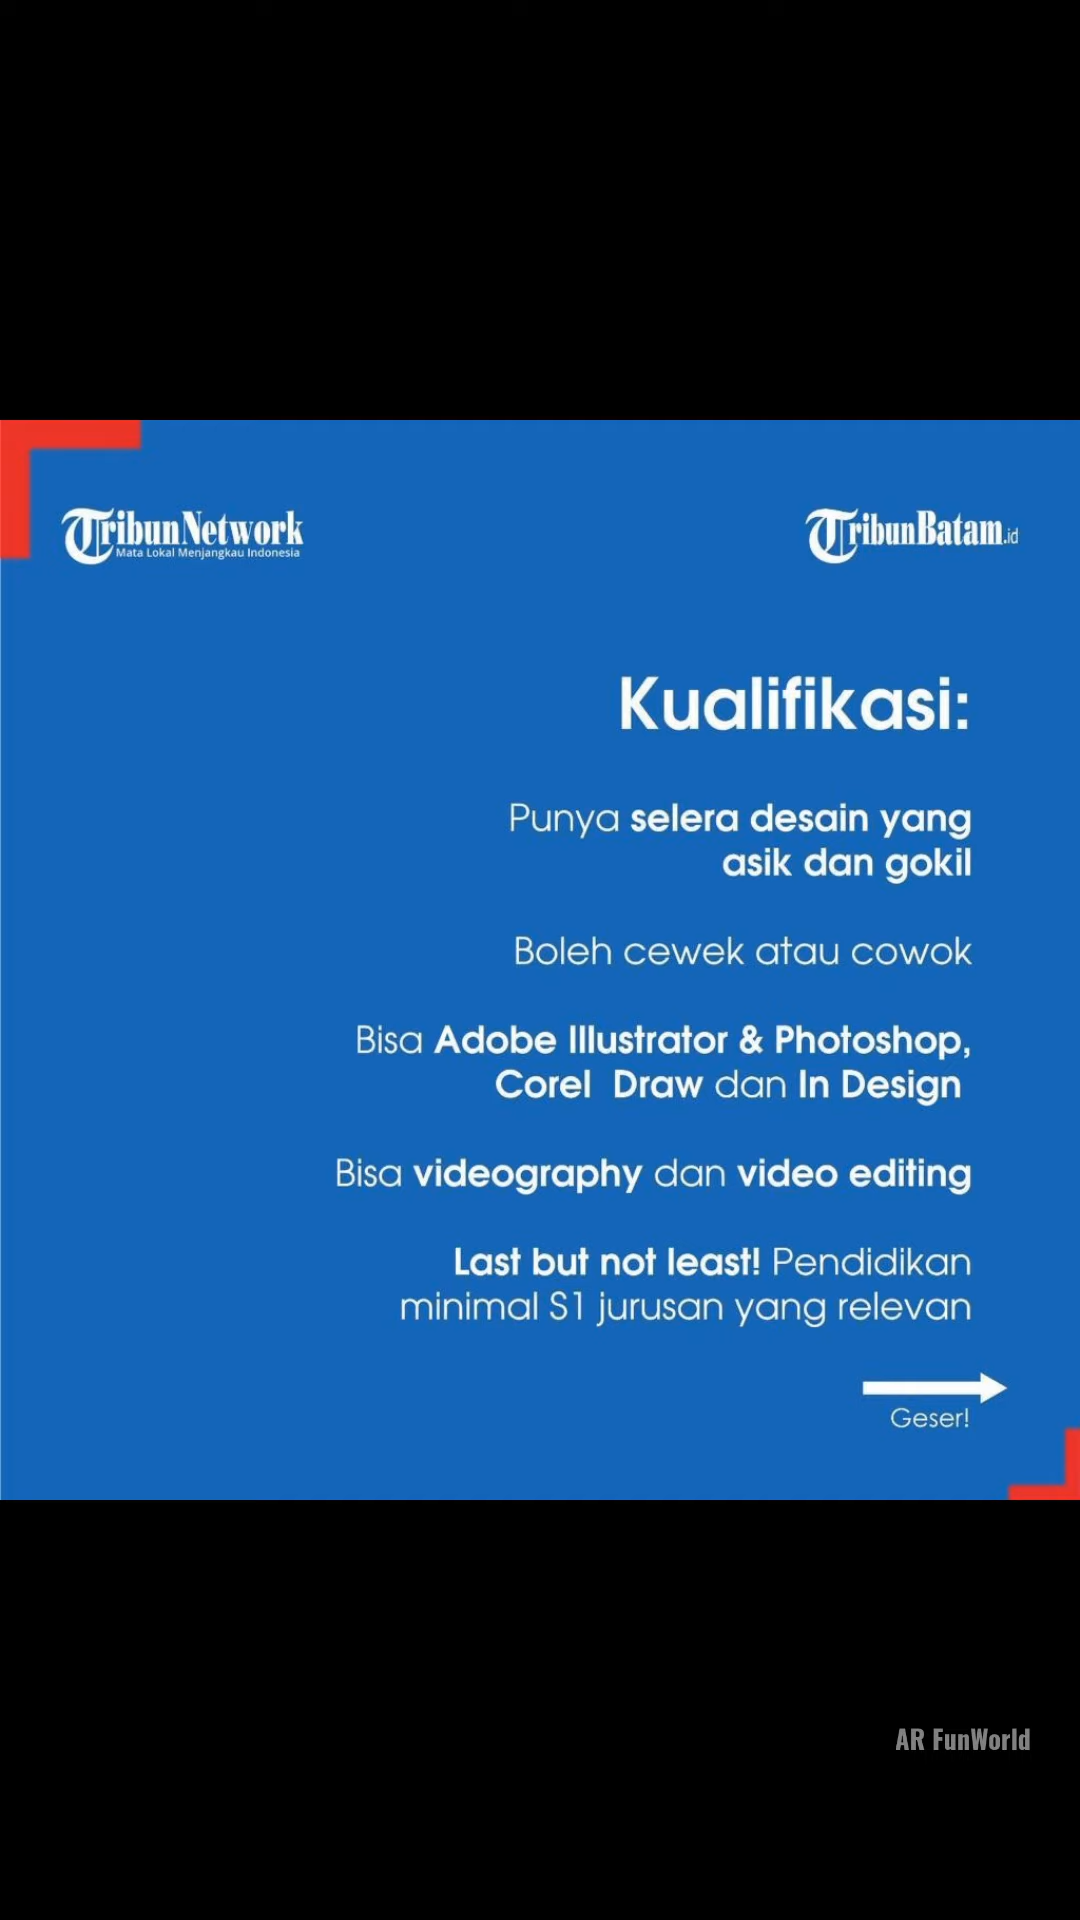 TribunNetwork
Mata Lokal Menjangkau Indonesia
TribunBatam.id
Kualifikasi:
Punya selera desain yang
asik dan gokil
Boleh cewek atau cowok
Bisa Adobe Illustrator & Photoshop,
Corel Draw dan In Design
Bisa videography dan video editing
Last but not least! Pendidikan
minimal S1 jurusan yang relevan
Geser!
AR FunWorld